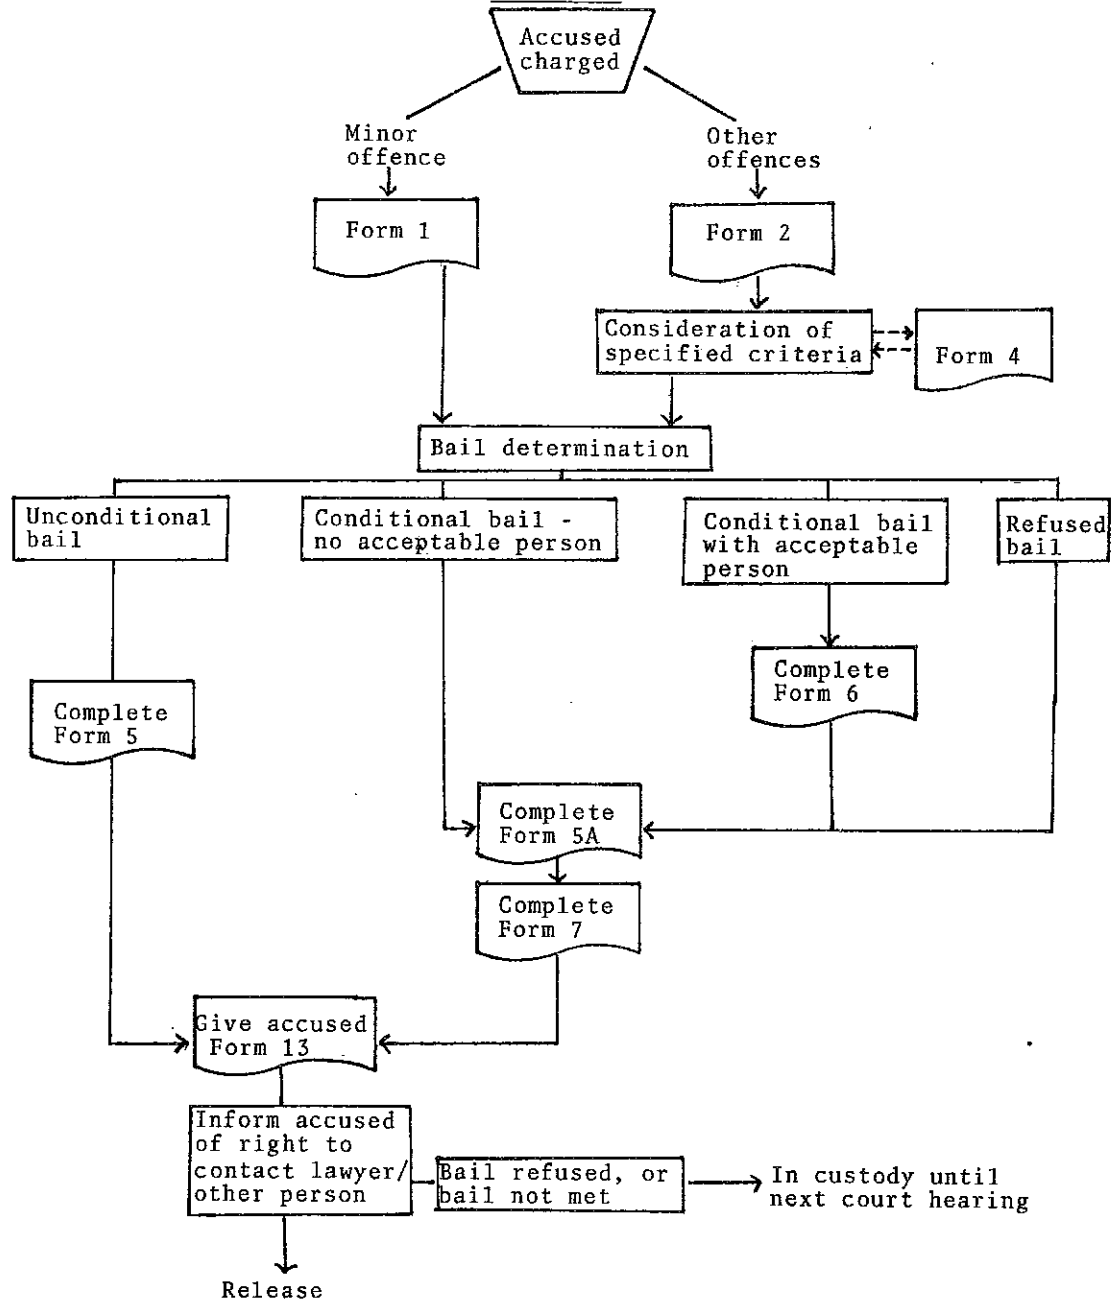 Accused
charged
Minor
offence
Other
offences
Form 1
Form 2
Consideration of
specified criteria
Form 4
Bail determination
Unconditional
bail
Conditional bail -
no acceptable person
Conditional bail
with acceptable
person
Refused
bail
Complete
Form 6
Complete
Form 5
Complete
Form 5A
Complete
Form 7
Give accused
Form 13
Inform accused
of right to
contact lawyer/
other person
Bail refused, or
bail not met
In custody until
next court hearing
Release